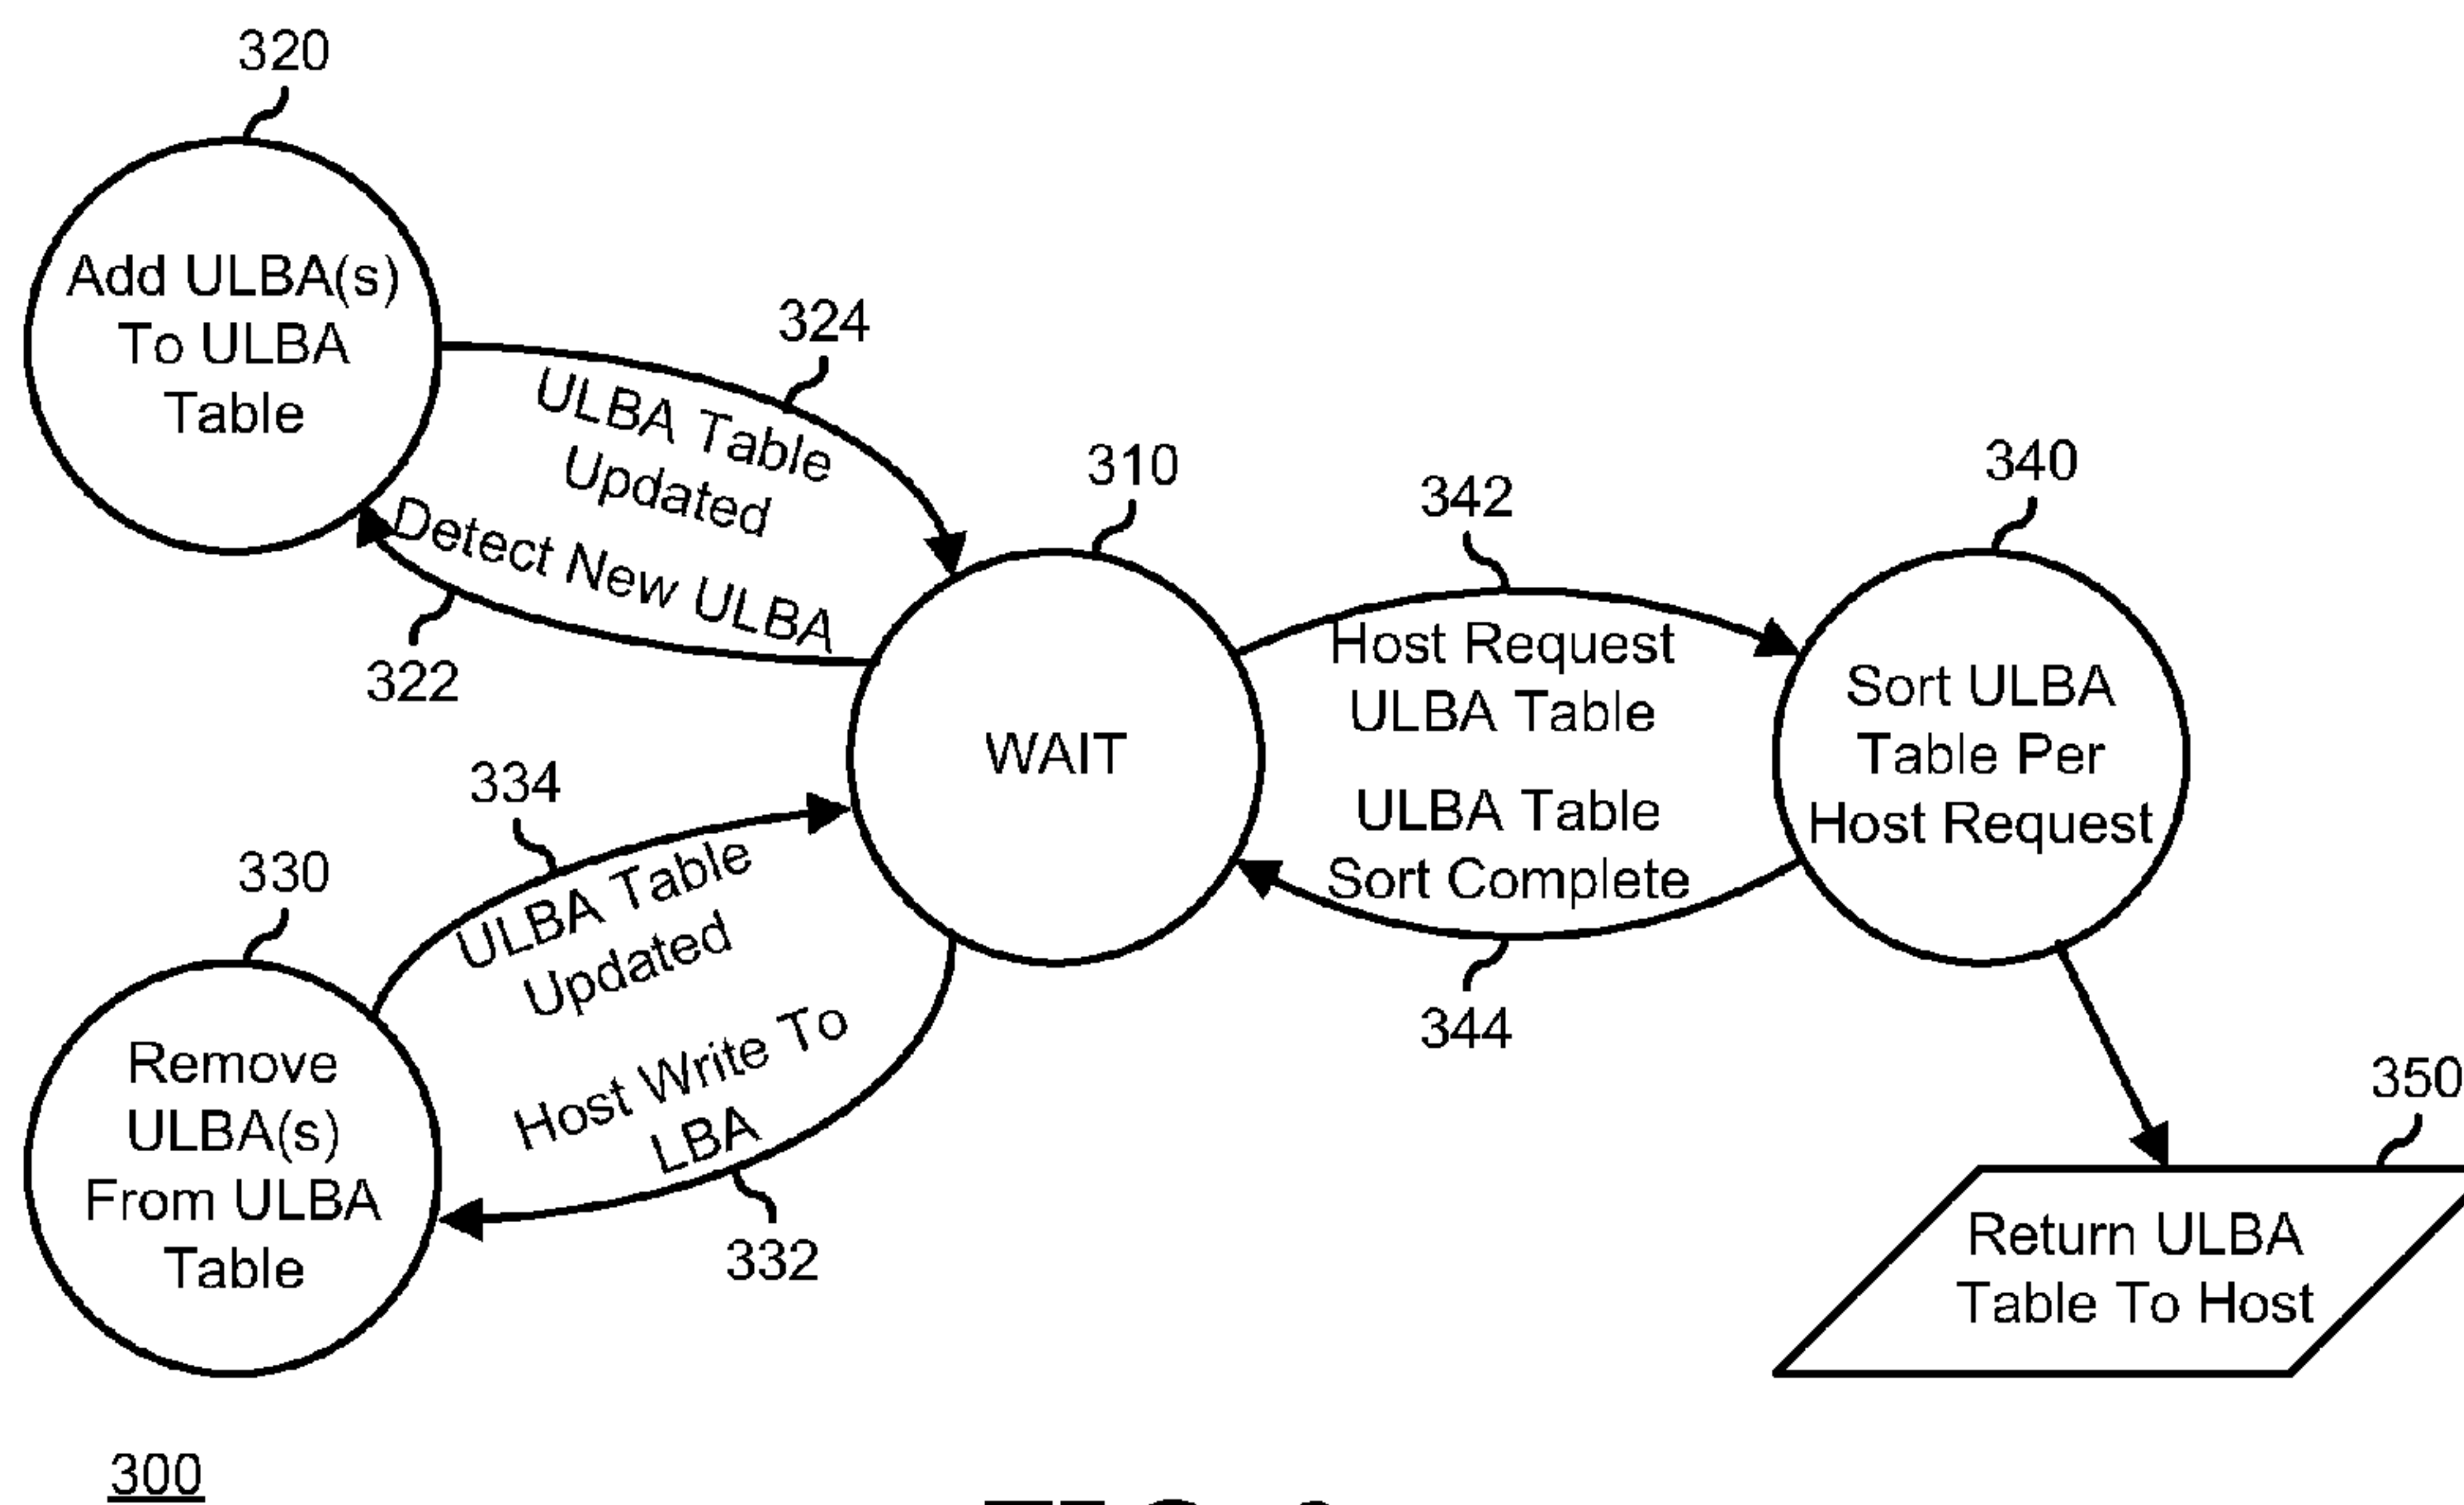 320
Add ULBA(s)
To ULBA
Table
324
ULBA Table
Updated
Detect New ULBA
322
310
WAIT
342
Host Request
ULBA Table
ULBA Table
Sort Complete
344
340
Sort ULBA
Table Per
Host Request
334
ULBA Table
Updated
330
Remove
ULBA(s)
From ULBA
Table
Host Write To
LBA
332
350
Return ULBA
Table To Host
300